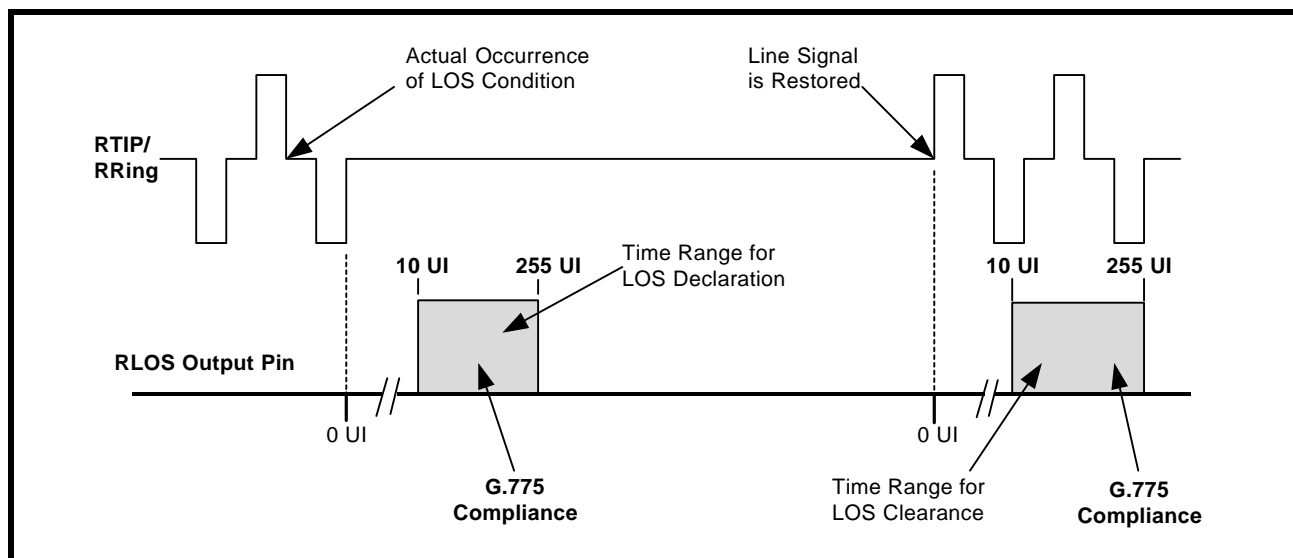 Actual Occurrence
of LOS Condition
Line Signal
is Restored
RTIP/
RRing
10 UI
255 UI
Time Range for
LOS Declaration
10 UI
255 UI
RLOS Output Pin
0 UI
0 UI
G.775
Compliance
Time Range for
LOS Clearance
G.775
Compliance